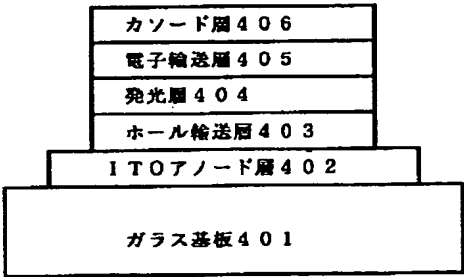 カソード層４０６
電子輸送層４０５
発光層４０４
ホール輸送層４０３
ＩＴＯアノード層４０２
ガラス基板４０１